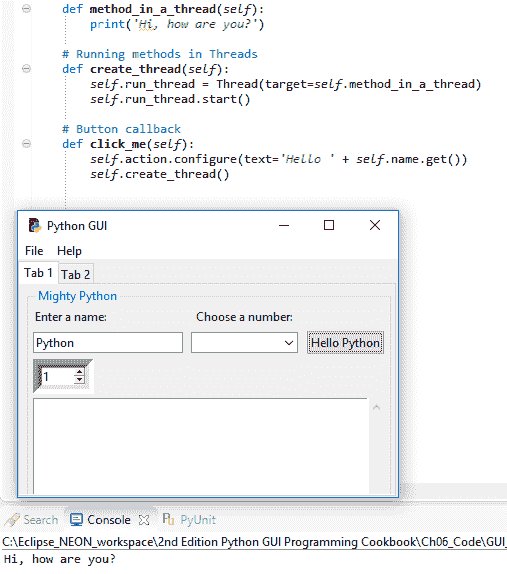 def method_in_a_thread(self):
print('Hi, how are you?')
# Running methods in Threads
def create_thread(self):
self.run_thread = Thread(target=self.method_in_a_thread)
self.run_thread.start()
# Button callback
def click_me(self):
self.action.configure(text='Hello ' + self.name.get())
self.create_thread()
Python GUI
File Help
Tab 1 Tab 2
Mighty Python
Enter a name: Choose a number:
Python Hello Python
1
Search Console PyUnit
C:\Eclipse_NEON_workspace\2nd Edition Python GUI Programming Cookbook\Ch06_Code\GUI_
Hi, how are you?